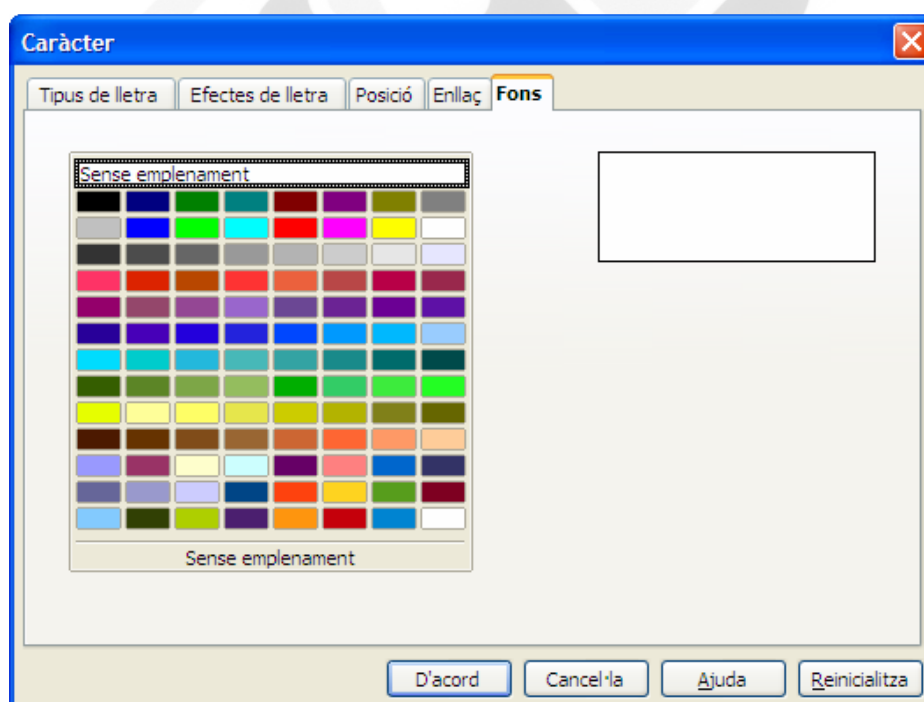 Caràcter
Tipus de lletra Efectes de lletra Posició Enllaç Fons
Sense emplenament
Sense emplenament
D'acord Cancel·la Ajuda Reinicialitza